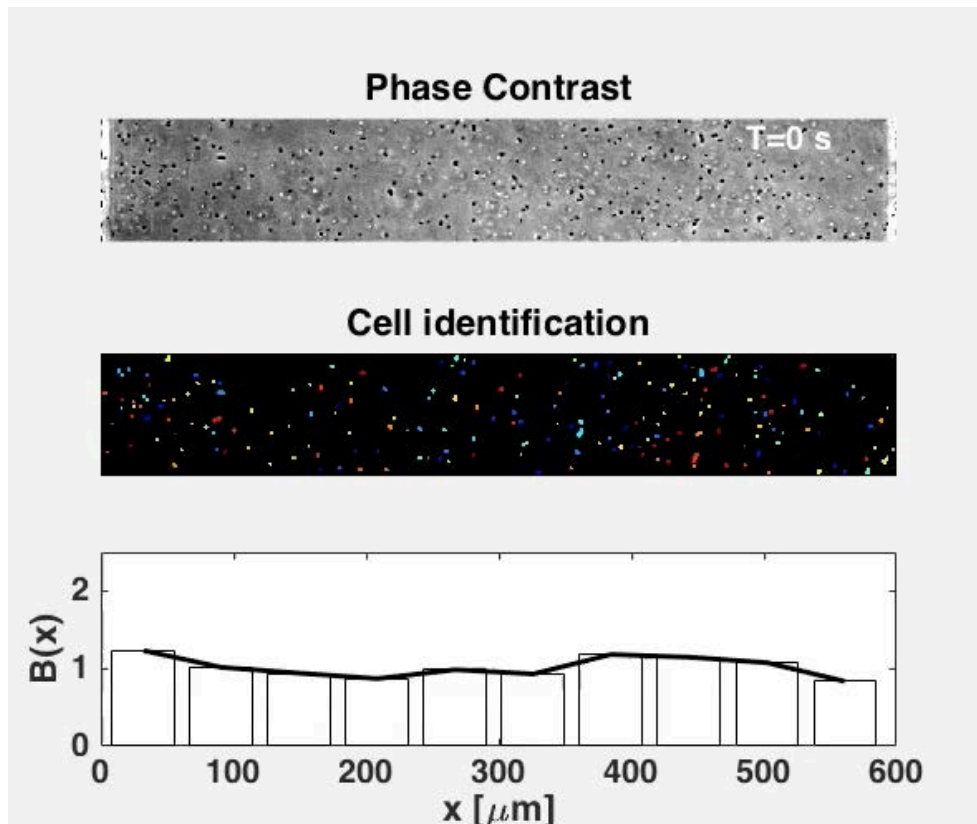 Phase Contrast
T=0 s
Cell identification
B(x)
2
1
0
0 100 200 300 400 500 600
x [μm]